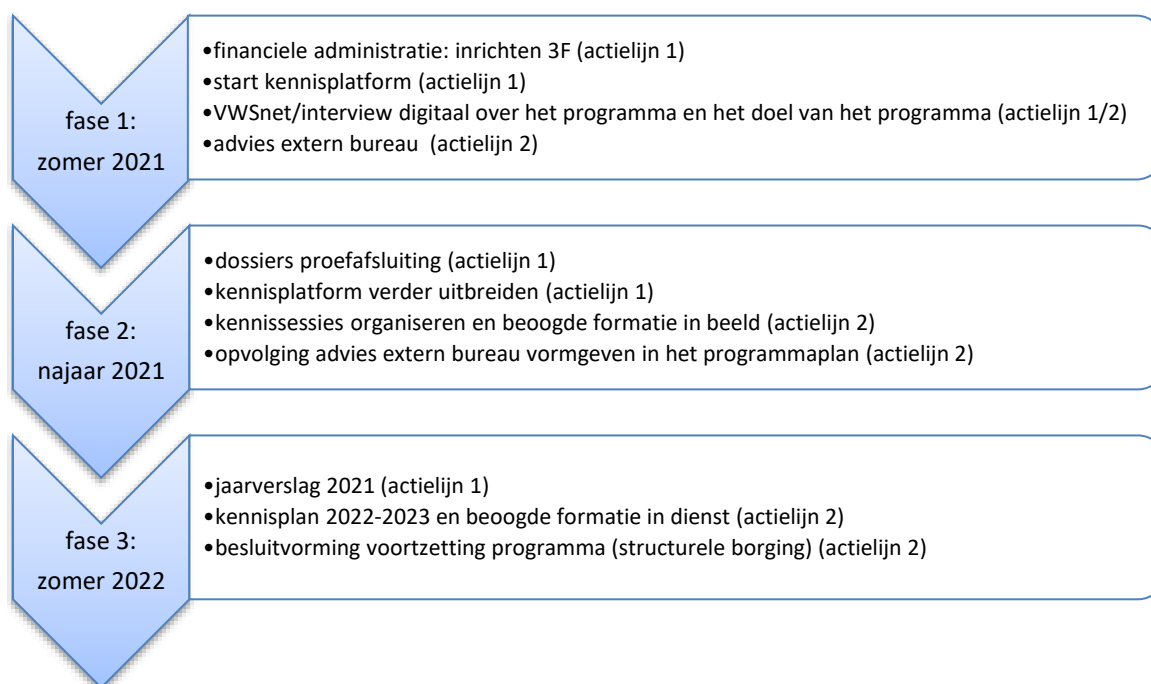 fase 1:
zomer 2021
•financiele administratie: inrichten 3F (actielijn 1)
•start kennisplatform (actielijn 1)
•VWSnet/interview digitaal over het programma en het doel van het programma (actielijn 1/2)
•advies extern bureau  (actielijn 2)
fase 2:
najaar 2021
•dossiers proefafsluiting (actielijn 1)
•kennisplatform verder uitbreiden (actielijn 1)
•kennissessies organiseren en beoogde formatie in beeld (actielijn 2)
•opvolging advies extern bureau vormgeven in het programmaplan (actielijn 2)
fase 3:
zomer 2022
•jaarverslag 2021 (actielijn 1)
•kennisplan 2022-2023 en beoogde formatie in dienst (actielijn 2)
•besluitvorming voortzetting programma (structurele borging) (actielijn 2)